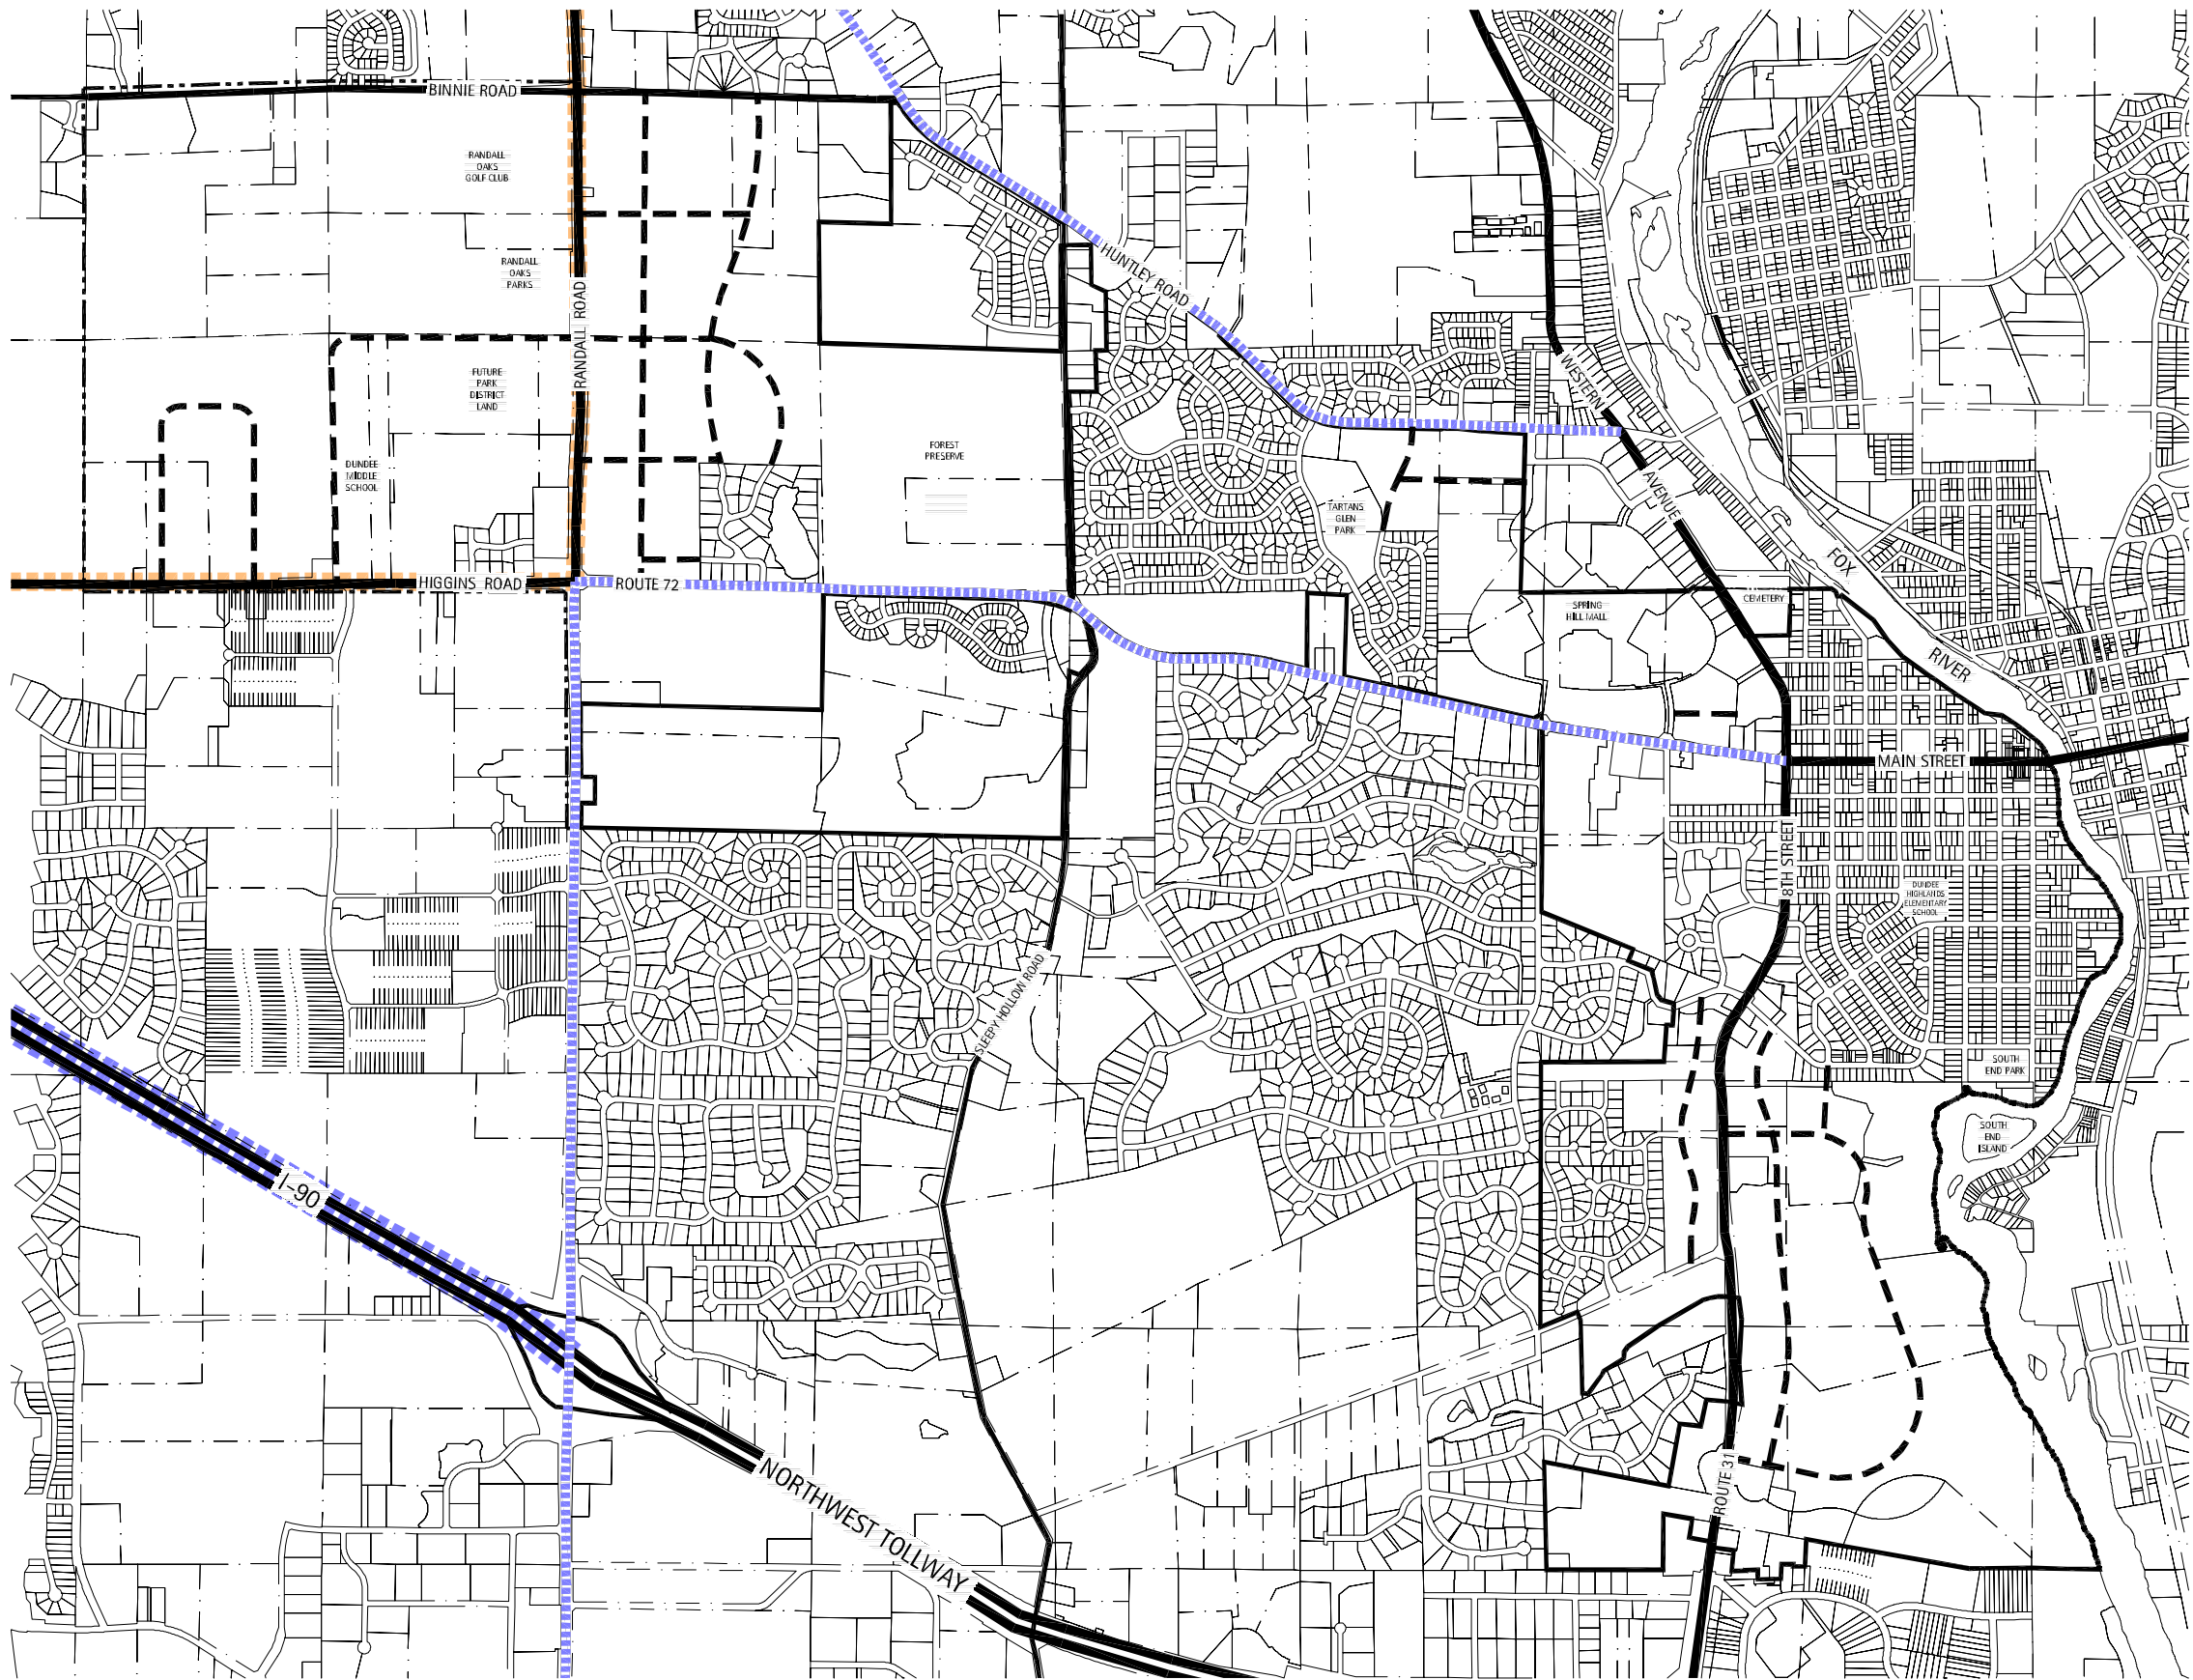 BINNIE ROAD
RANDALL
OAKS
GOLF CLUB
RANDALL
OAKS
PARKS
RANDALL ROAD
HUNTLEY ROAD
FUTURE
PARK
DISTRICT
LAND
WESTERN
AVENUE
FOREST
PRESERVE
DUNDEE
MIDDLE
SCHOOL
TARTANS
GLEN
PARK
FOX
RIVER
HIGGINS ROAD
ROUTE 72
CEMETERY
SPRING
HILL MALL
MAIN STREET
8TH STREET
DUNDEE
HIGHLANDS
ELEMENTARY
SCHOOL
SLEEPY HOLLOW ROAD
SOUTH
END PARK
SOUTH
END
ISLAND
I-90
NORTHWEST TOLLWAY
ROUTE 31